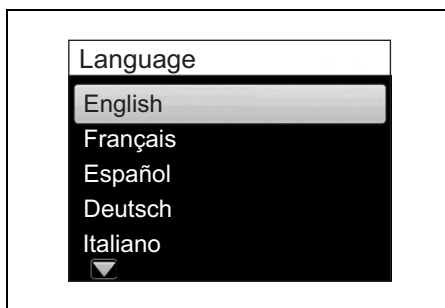 Language
English
Français
Español
Deutsch
Italiano